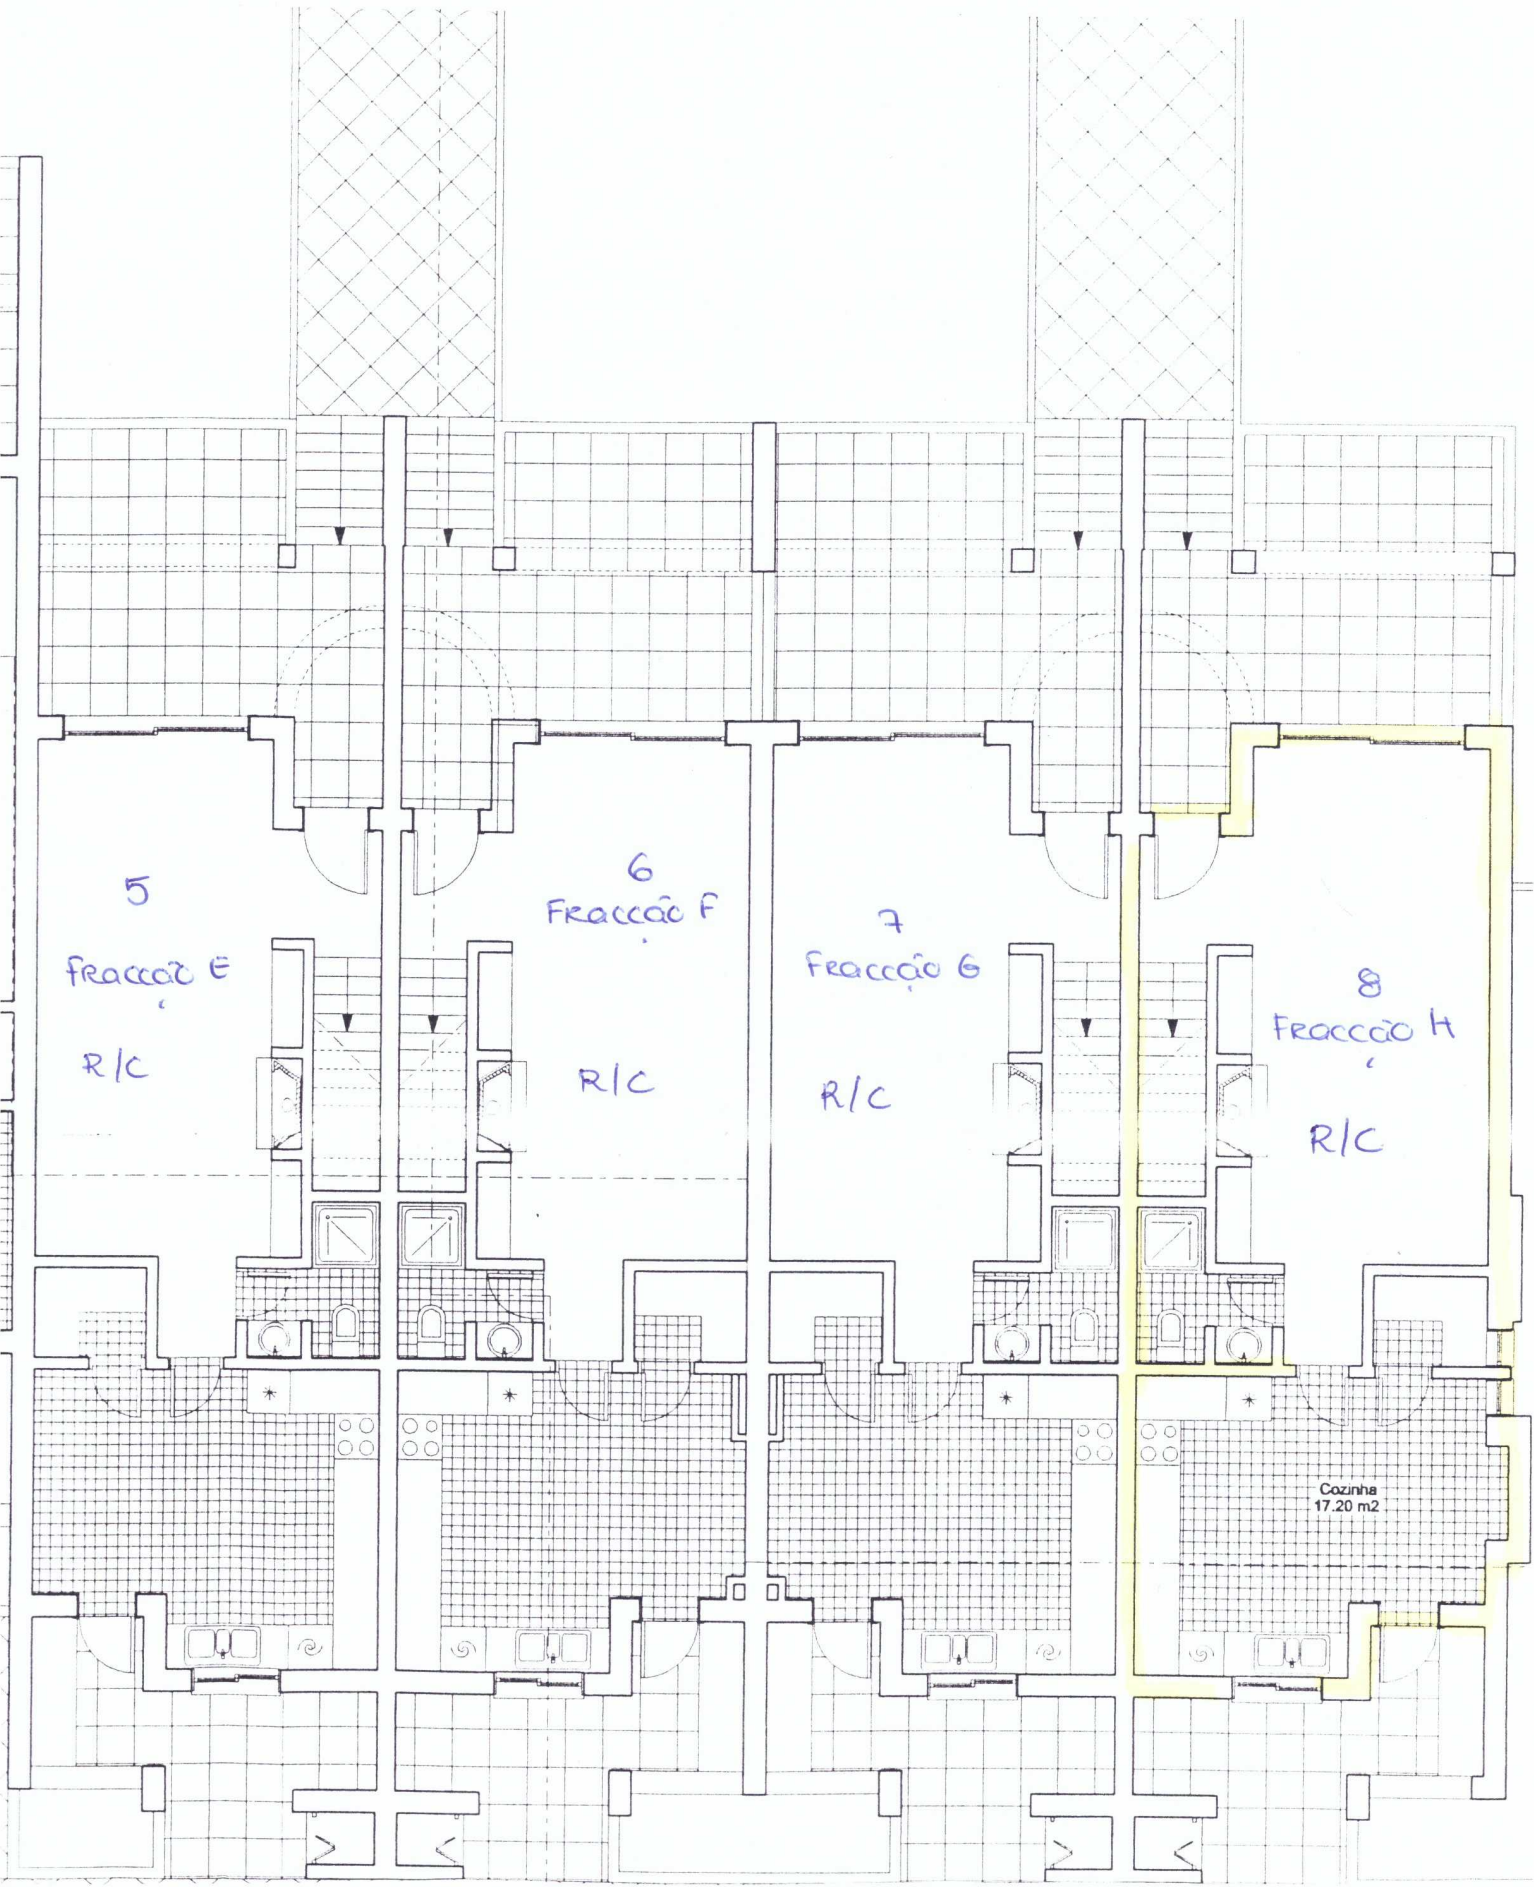 5
Fracção E
R/C
6
Fracção F
R/C
7
Fracção G
R/C
8
Fracção H
R/C
Cozinha
17.20 m2